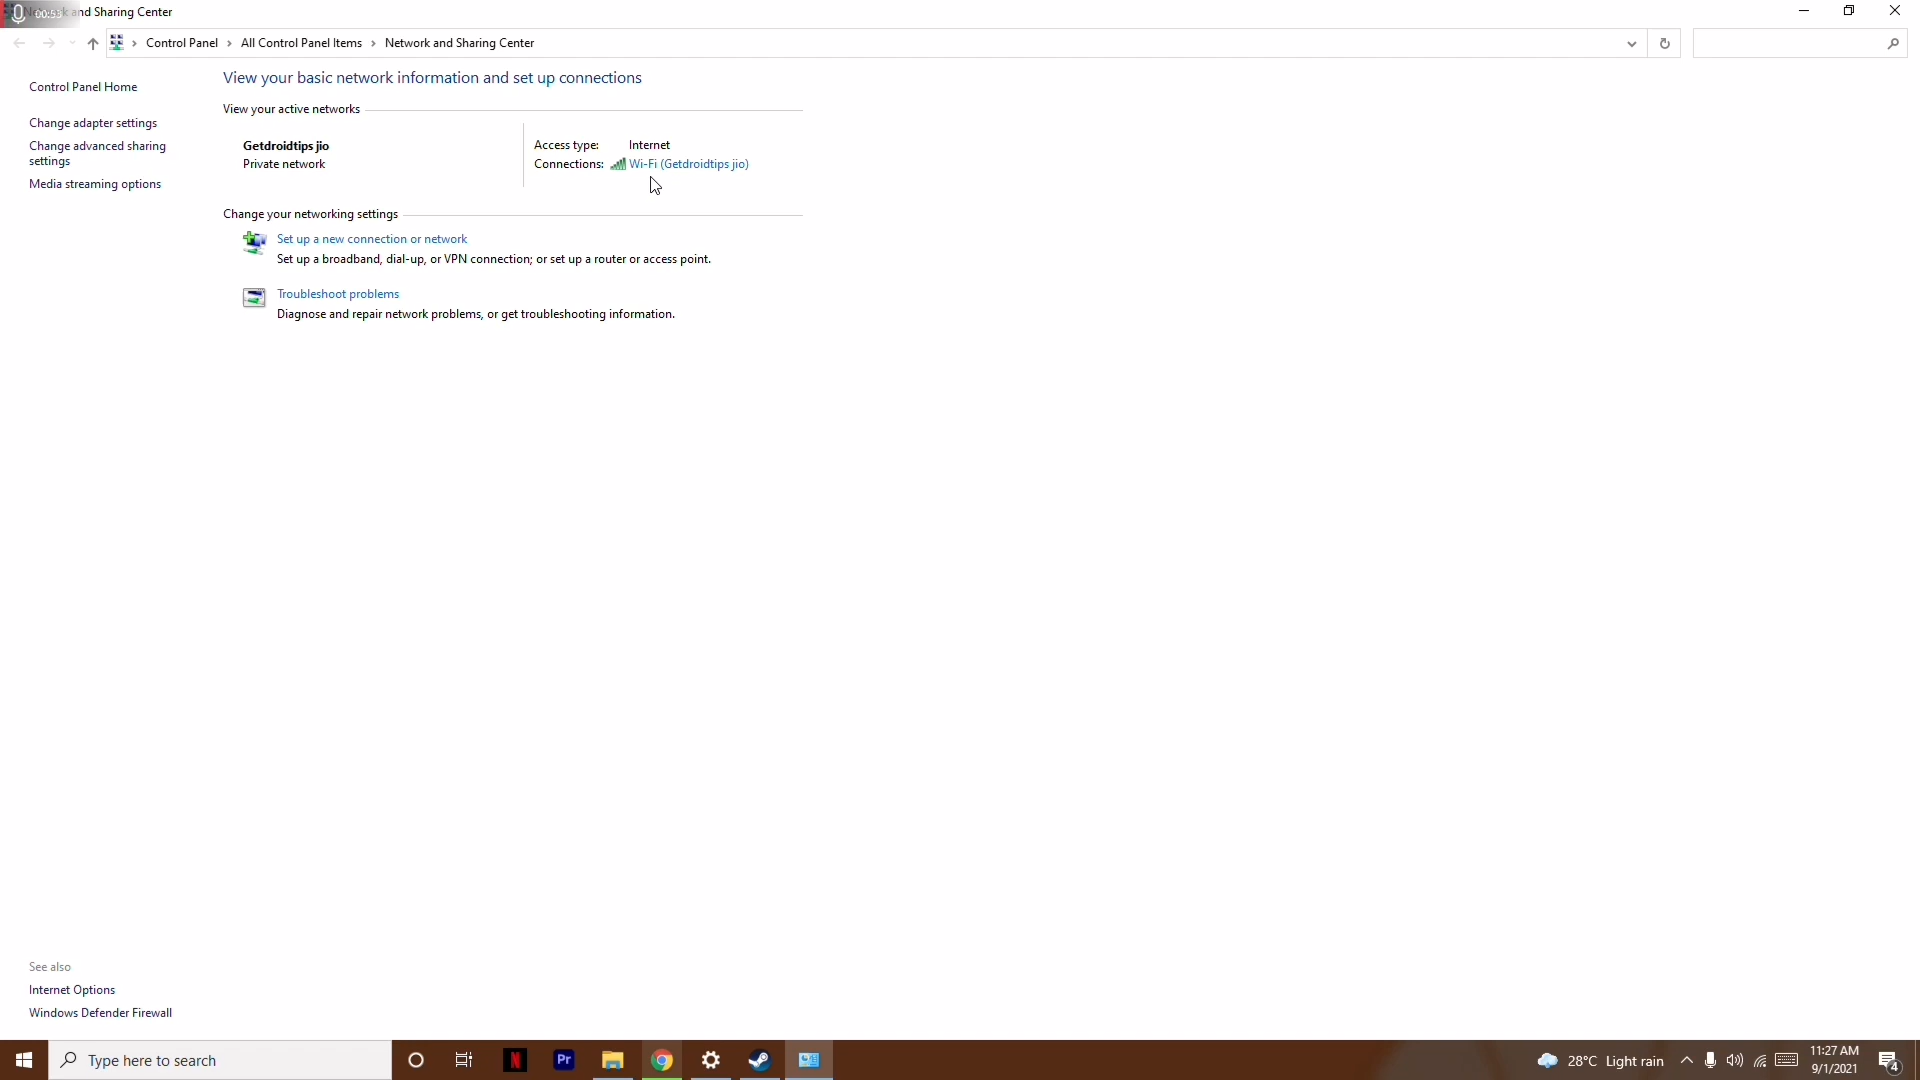 00:53
nd Sharing Center
Control Panel > All Control Panel Items > Network and Sharing Center
Control Panel Home
Change adapter settings
Change advanced sharing
settings
Media streaming options
View your basic network information and set up connections
View your active networks
Getdroidtips jio
Private network
Access type: Internet
Connections: Wi-Fi (Getdroidtips jio)
Change your networking settings
Set up a new connection or network
Set up a broadband, dial-up, or VPN connection; or set up a router or access point.
Troubleshoot problems
Diagnose and repair network problems, or get troubleshooting information.
See also
Internet Options
Windows Defender Firewall
Type here to search
Pr
28°C Light rain
11:27 AM
9/1/2021
4